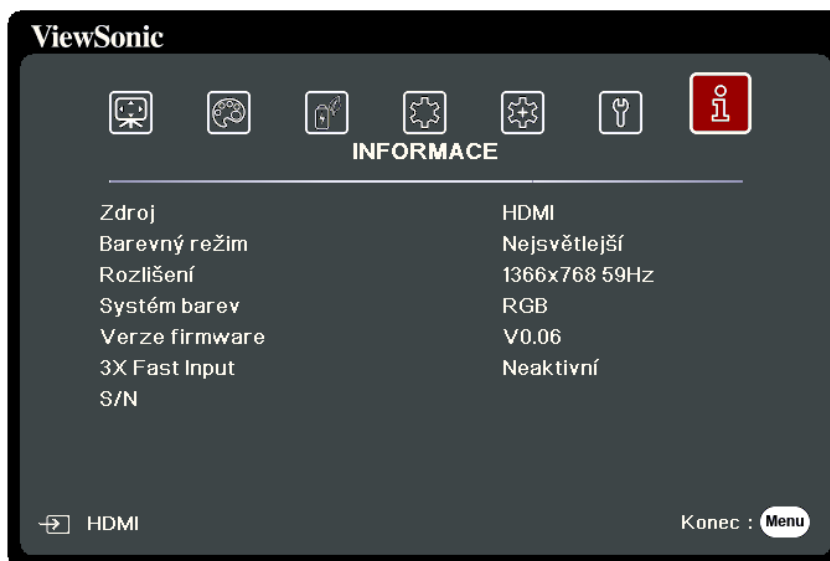 ViewSonic
INFORMACE
Zdroj HDMI
Barevný režim Nejsvětlejší
Rozlišení 1366x768 59Hz
Systém barev RGB
Verze firmware V0.06
3X Fast Input Neaktivní
S/N
HDMI Konec : Menu